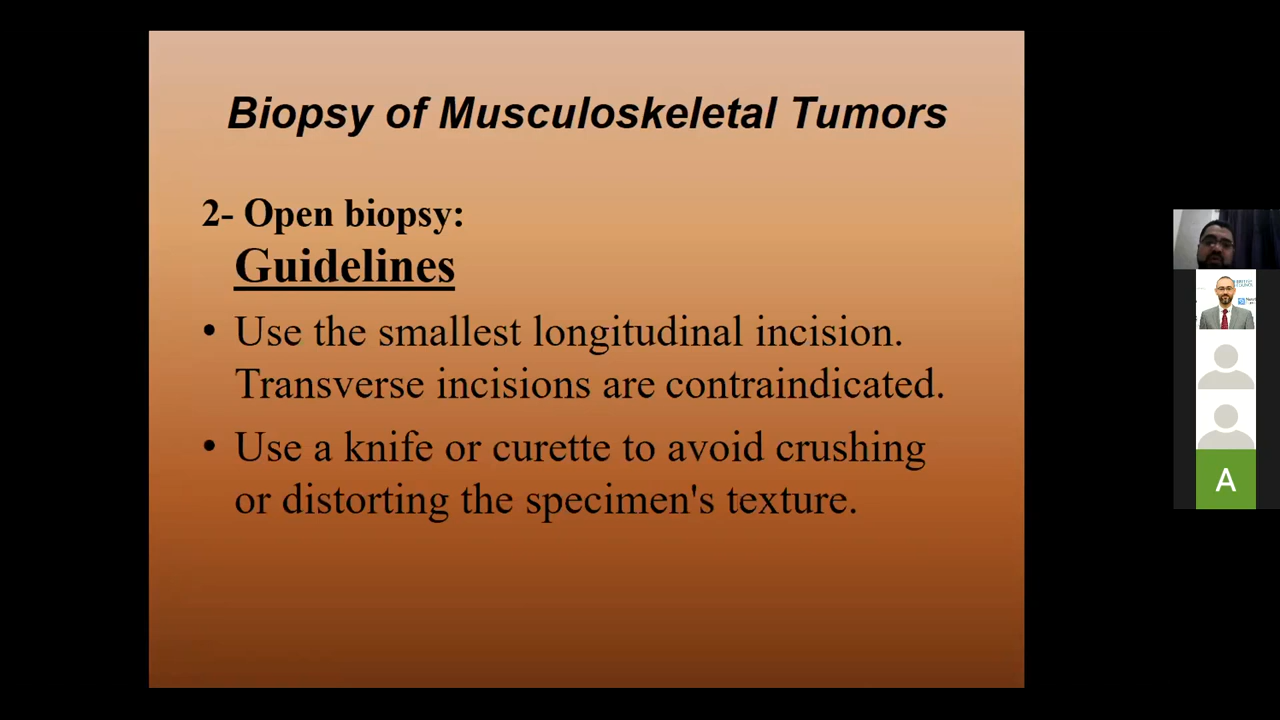 Biopsy of Musculoskeletal Tumors
2- Open biopsy:
Guidelines
• Use the smallest longitudinal incision.
Transverse incisions are contraindicated.
• Use a knife or curette to avoid crushing
or distorting the specimen's texture.
A